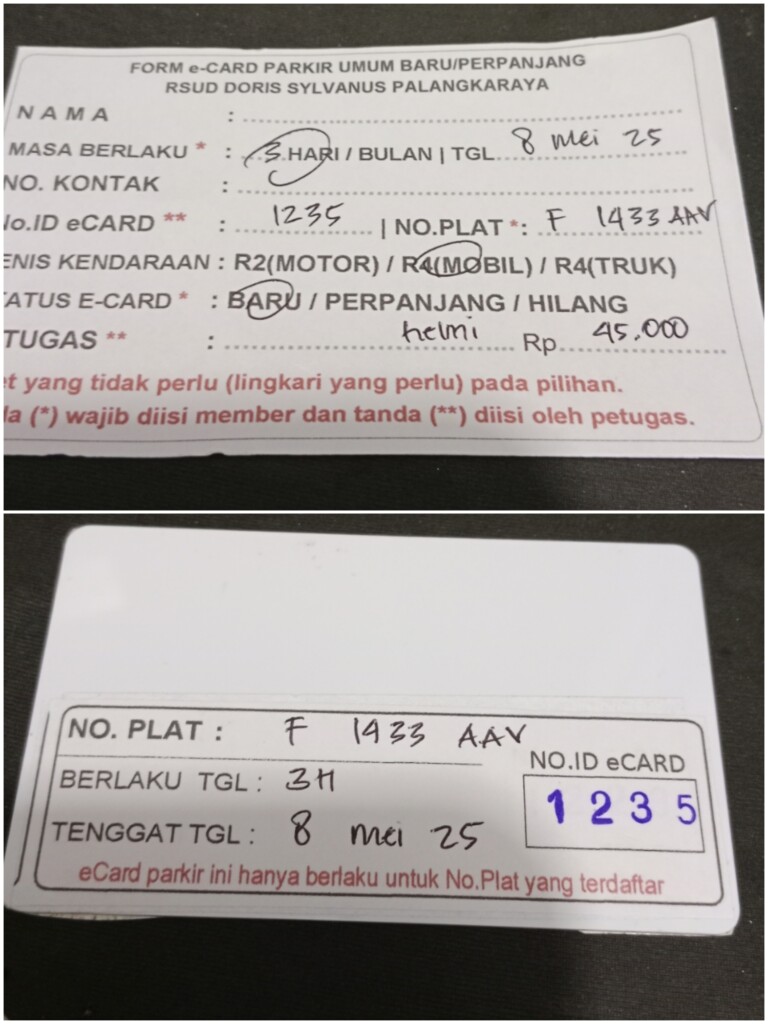 FORM e-CARD PARKIR UMUM BARU/PERPANJANG
RSUD DORIS SYLVANUS PALANGKARAYA
NAMA :
MASA BERLAKU * : 3 HARI / BULAN | TGL. 8 mei 25
NO. KONTAK :
No.ID eCARD ** : 1235 | NO.PLAT *: F 1433 AAV
ENIS KENDARAAN : R2(MOTOR) / R4(MOBIL) / R4(TRUK)
ATUS E-CARD * : BARU / PERPANJANG / HILANG
TUGAS ** : helmi Rp. 45.000
et yang tidak perlu (lingkari yang perlu) pada pilihan.
da (*) wajib diisi member dan tanda (**) diisi oleh petugas.
NO. PLAT : F 1433 AAV
BERLAKU TGL : 3H
TENGGAT TGL : 8 mei 25
NO.ID eCARD
1235
eCard parkir ini hanya berlaku untuk No.Plat yang terdaftar